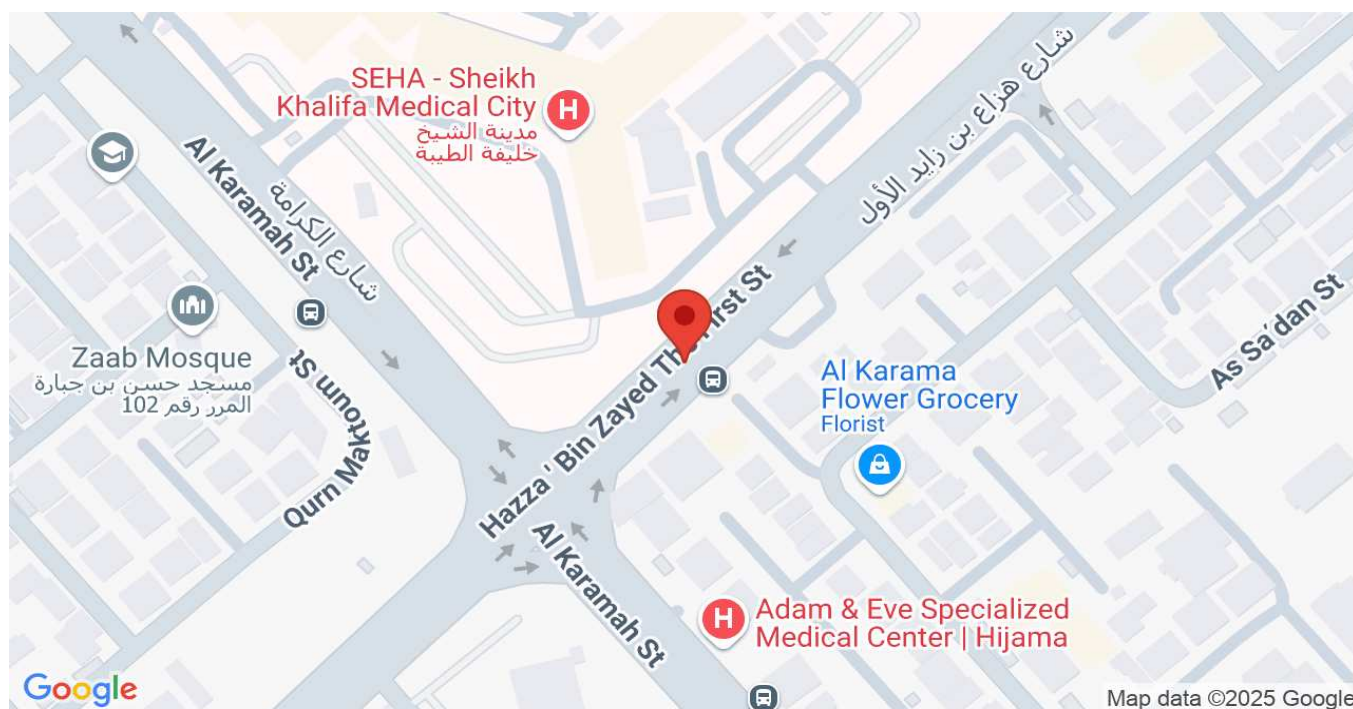 SEHA - Sheikh
Khalifa Medical City
مدينة الشيخ
خليفة الطيبة
شارع هزاع بن زايد الأول
Al Karamah St
شارع الكرامة
Hazza ' Bin Zayed The First St
As Sa'dan St
Zaab Mosque
مسجد حسن بن جبارة
المرر رقم 102
Qurn Maktoum St
Al Karama
Flower Grocery
Florist
Al Karamah St
Adam & Eve Specialized
Medical Center | Hijama
Google
Map data ©2025 Google
H
H